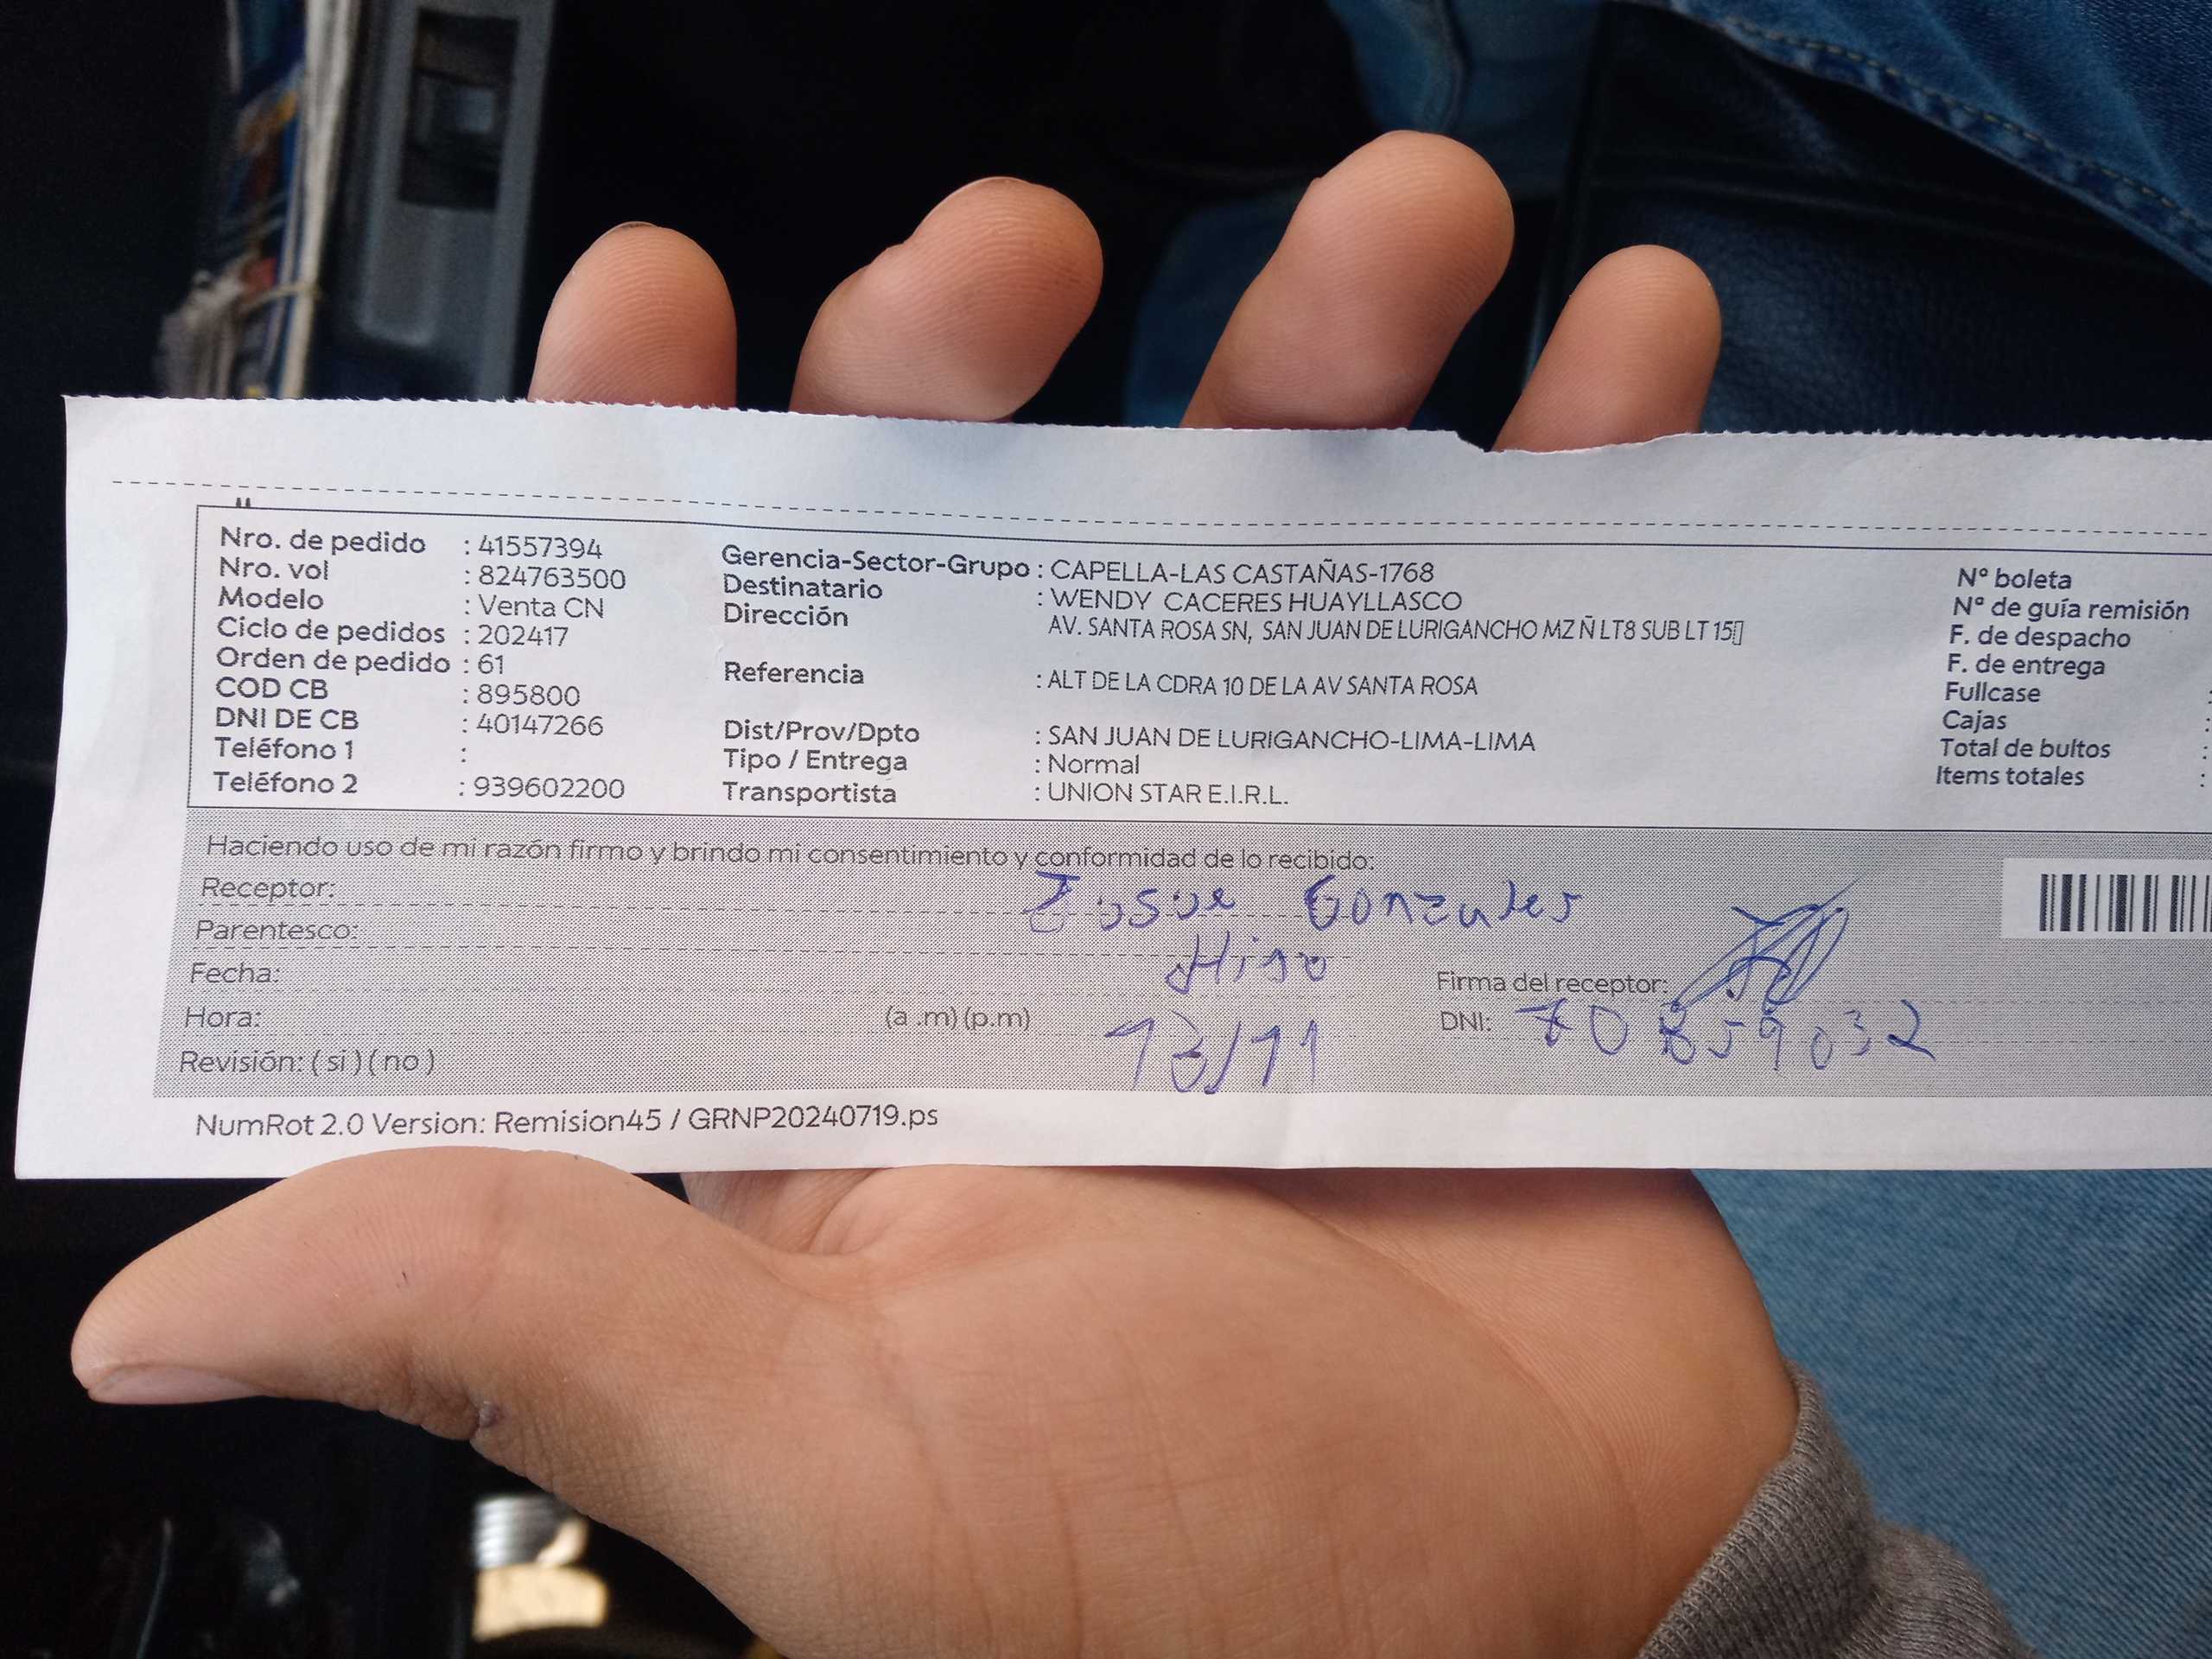 Nro. de pedido : 41557394
Nro. vol : 824763500
Modelo : Venta CN
Ciclo de pedidos : 202417
Orden de pedido : 61
COD CB : 895800
DNI DE CB : 40147266
Teléfono 1 :
Teléfono 2 : 939602200
Gerencia-Sector-Grupo : CAPELLA-LAS CASTAÑAS-1768
Destinatario : WENDY CACERES HUAYLLASCO
Dirección AV. SANTA ROSA SN, SAN JUAN DE LURIGANCHO MZ Ñ LT8 SUB LT 15
Referencia : ALT DE LA CDRA 10 DE LA AV SANTA ROSA
Dist/Prov/Dpto : SAN JUAN DE LURIGANCHO-LIMA-LIMA
Tipo / Entrega : Normal
Transportista : UNION STAR E.I.R.L.
N° boleta
N° de guía remisión
F. de despacho
F. de entrega
Fullcase :
Cajas :
Total de bultos :
Items totales :
Haciendo uso de mi razón firmo y brindo mi consentimiento y conformidad de lo recibido:
Receptor: Josue Gonzales
Parentesco: Hijo
Fecha: 13/11
Hora: (a .m) (p.m)
Revisión: ( si ) ( no )
Firma del receptor:
DNI: 70859032
NumRot 2.0 Version: Remision45 / GRNP20240719.ps